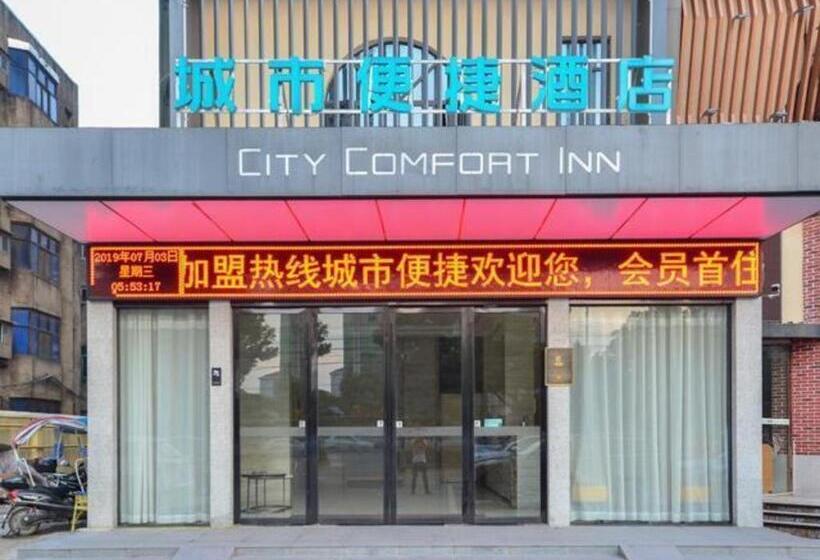 城市便捷酒店
CITY COMFORT INN
2019年07月03日
星期三
05:53:17
加盟热线城市便捷欢迎您，会员首住